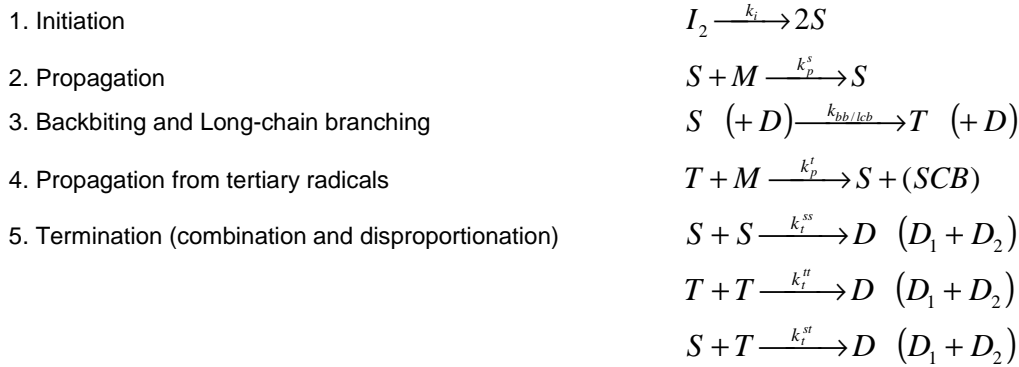 1. Initiation I₂ —kᵢ→ 2S
2. Propagation S + M —kₚˢ→ S
3. Backbiting and Long-chain branching S (+ D) —k_bb/lcb→ T (+ D)
4. Propagation from tertiary radicals T + M —kₚᵗ→ S + (SCB)
5. Termination (combination and disproportionation) S + S —kₜˢˢ→ D (D₁ + D₂)
T + T —kₜᵗᵗ→ D (D₁ + D₂)
S + T —kₜˢᵗ→ D (D₁ + D₂)